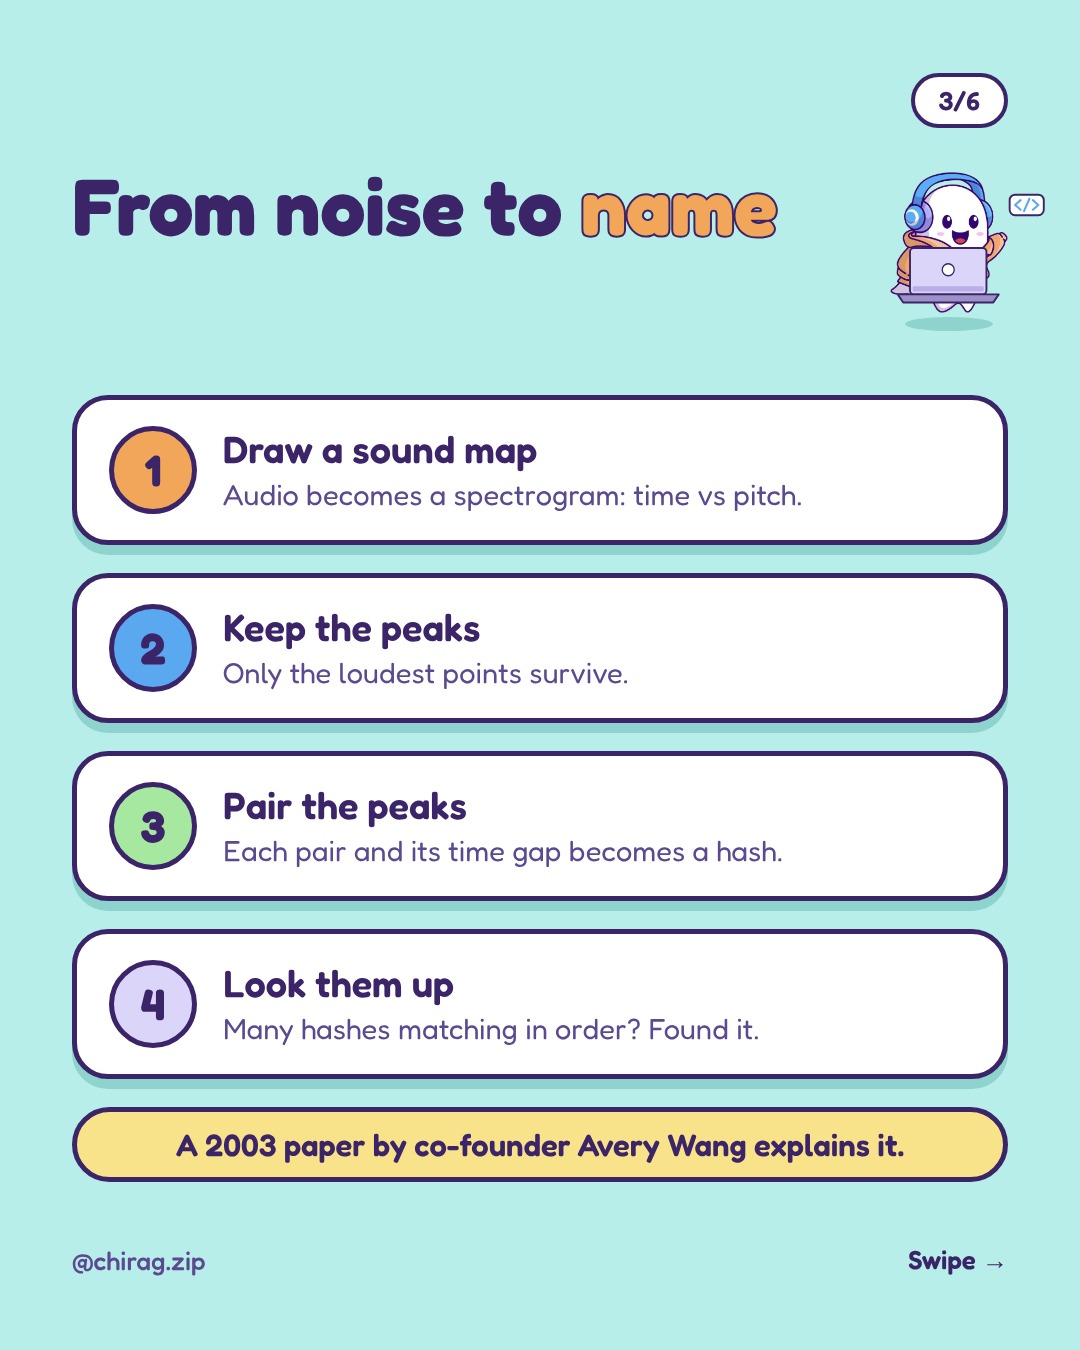 3/6
From noise to name
</>
1
Draw a sound map
Audio becomes a spectrogram: time vs pitch.
2
Keep the peaks
Only the loudest points survive.
3
Pair the peaks
Each pair and its time gap becomes a hash.
4
Look them up
Many hashes matching in order? Found it.
A 2003 paper by co-founder Avery Wang explains it.
@chirag.zip
Swipe →